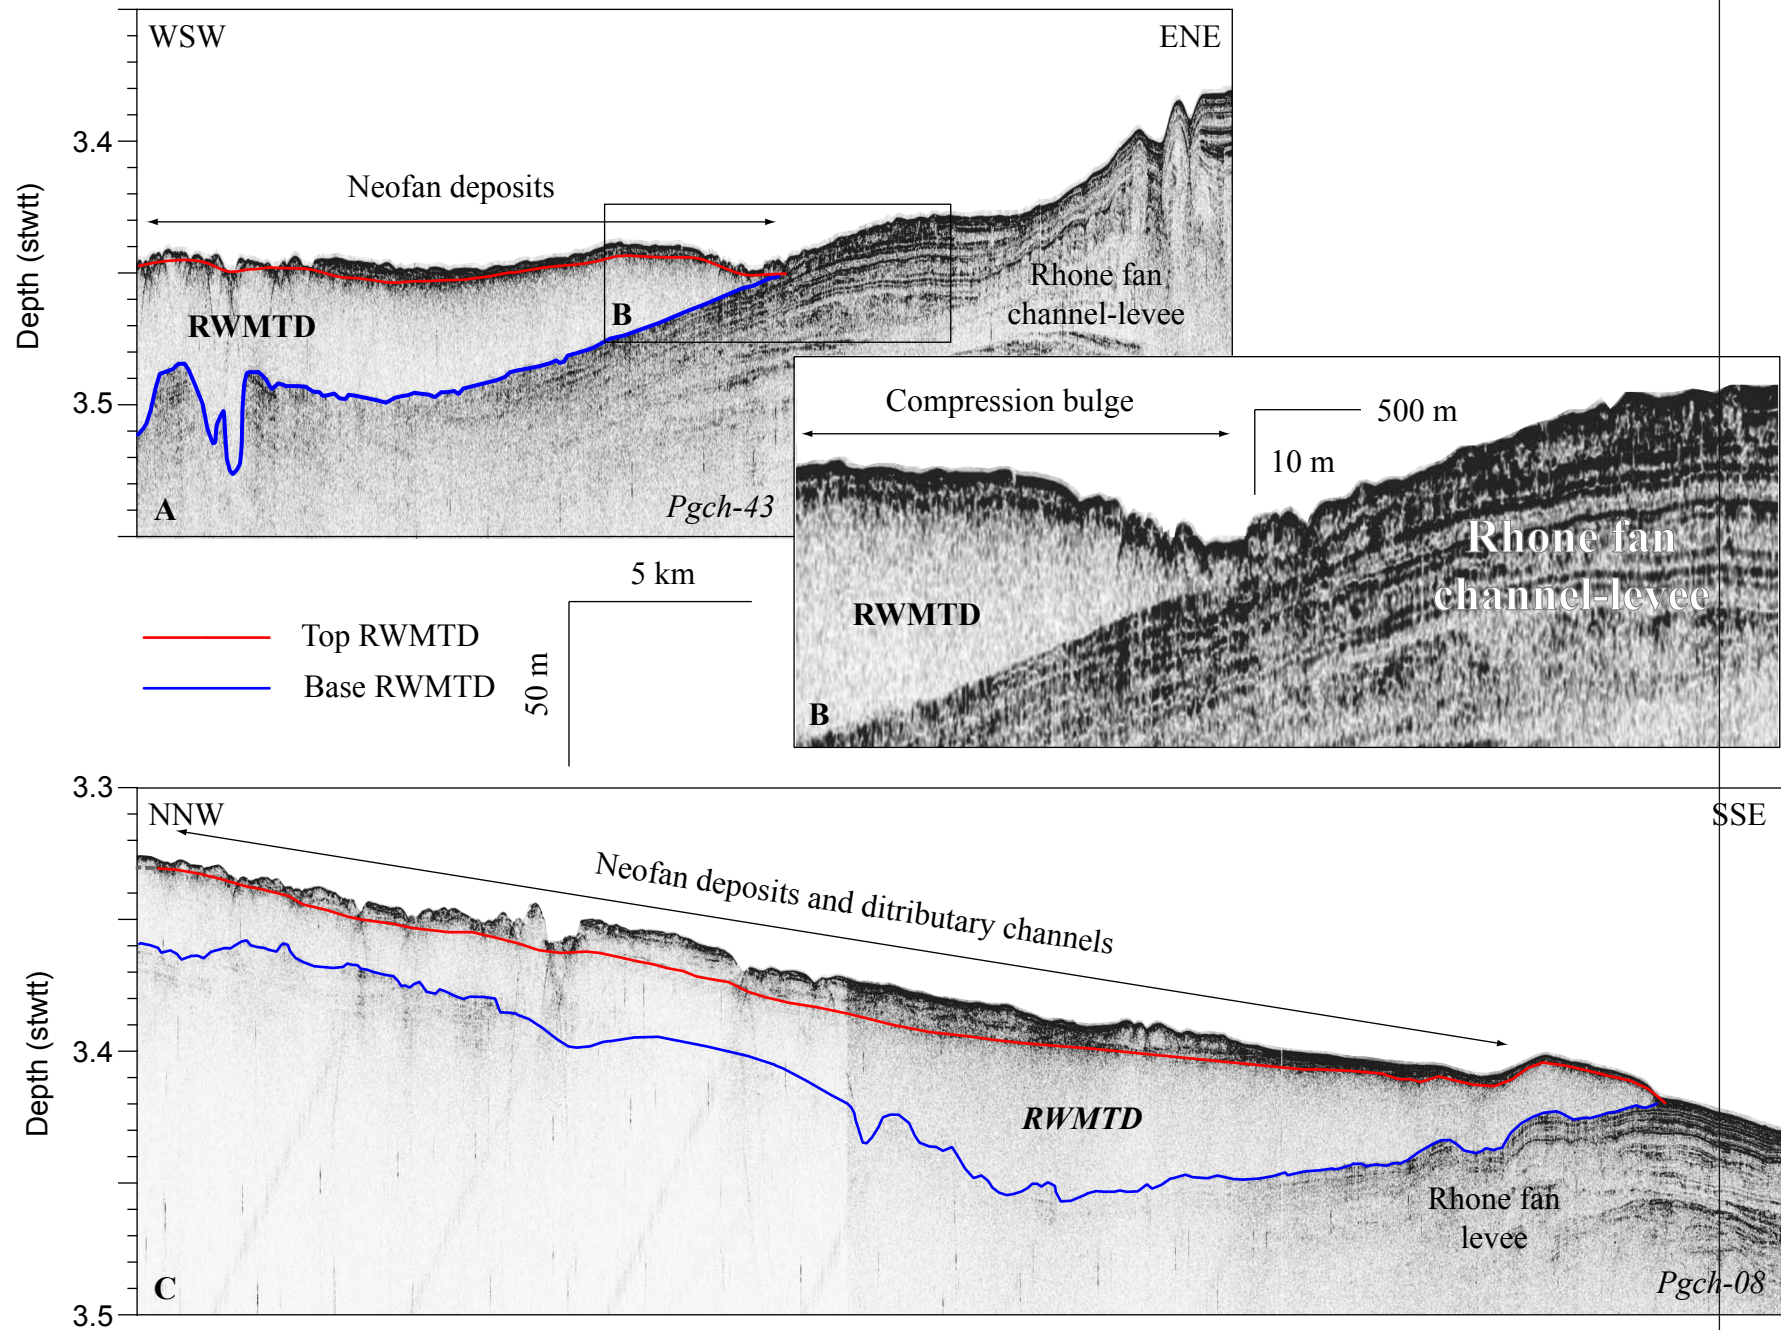 WSW
ENE
3.4
Neofan deposits
Depth (stwtt)
Rhone fan
channel-levee
B
RWMTD
3.5
A
Pgch-43
Compression bulge
500 m
10 m
Rhone fan
channel-levee
RWMTD
B
5 km
50 m
Top RWMTD
Base RWMTD
3.3
NNW
SSE
Neofan deposits and ditributary channels
Depth (stwtt)
3.4
RWMTD
Rhone fan
levee
C
Pgch-08
3.5